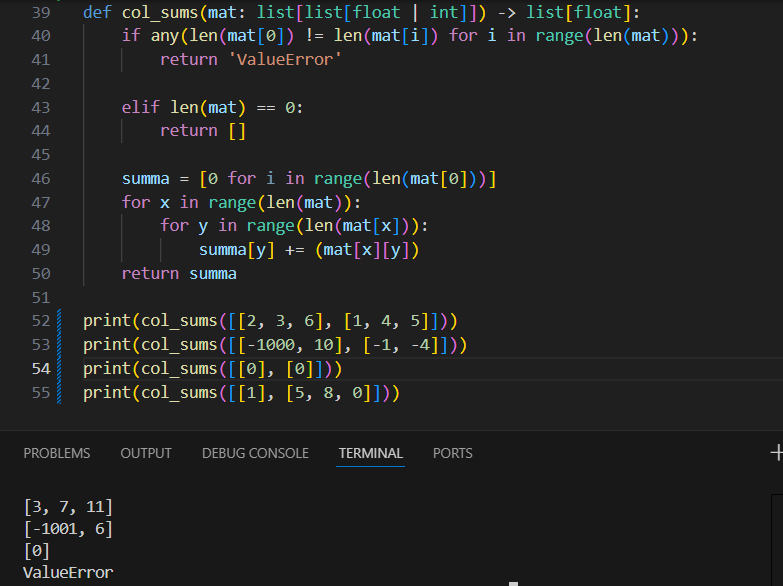 39 def col_sums(mat: list[list[float | int]]) -> list[float]:
40 if any(len(mat[0]) != len(mat[i]) for i in range(len(mat))):
41 return 'ValueError'
42
43 elif len(mat) == 0:
44 return []
45
46 summa = [0 for i in range(len(mat[0]))]
47 for x in range(len(mat)):
48 for y in range(len(mat[x])):
49 summa[y] += (mat[x][y])
50 return summa
51
52 print(col_sums([[2, 3, 6], [1, 4, 5]]))
53 print(col_sums([[-1000, 10], [-1, -4]]))
54 print(col_sums([[0], [0]]))
55 print(col_sums([[1], [5, 8, 0]]))
PROBLEMS OUTPUT DEBUG CONSOLE TERMINAL PORTS +
[3, 7, 11]
[-1001, 6]
[0]
ValueError